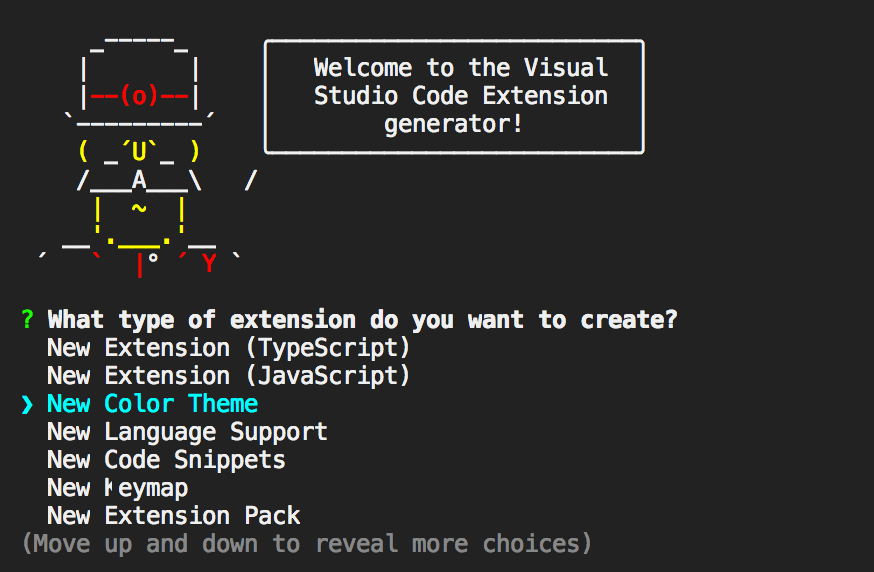 Welcome to the Visual
Studio Code Extension
generator!
? What type of extension do you want to create?
New Extension (TypeScript)
New Extension (JavaScript)
❯ New Color Theme
New Language Support
New Code Snippets
New Keymap
New Extension Pack
(Move up and down to reveal more choices)